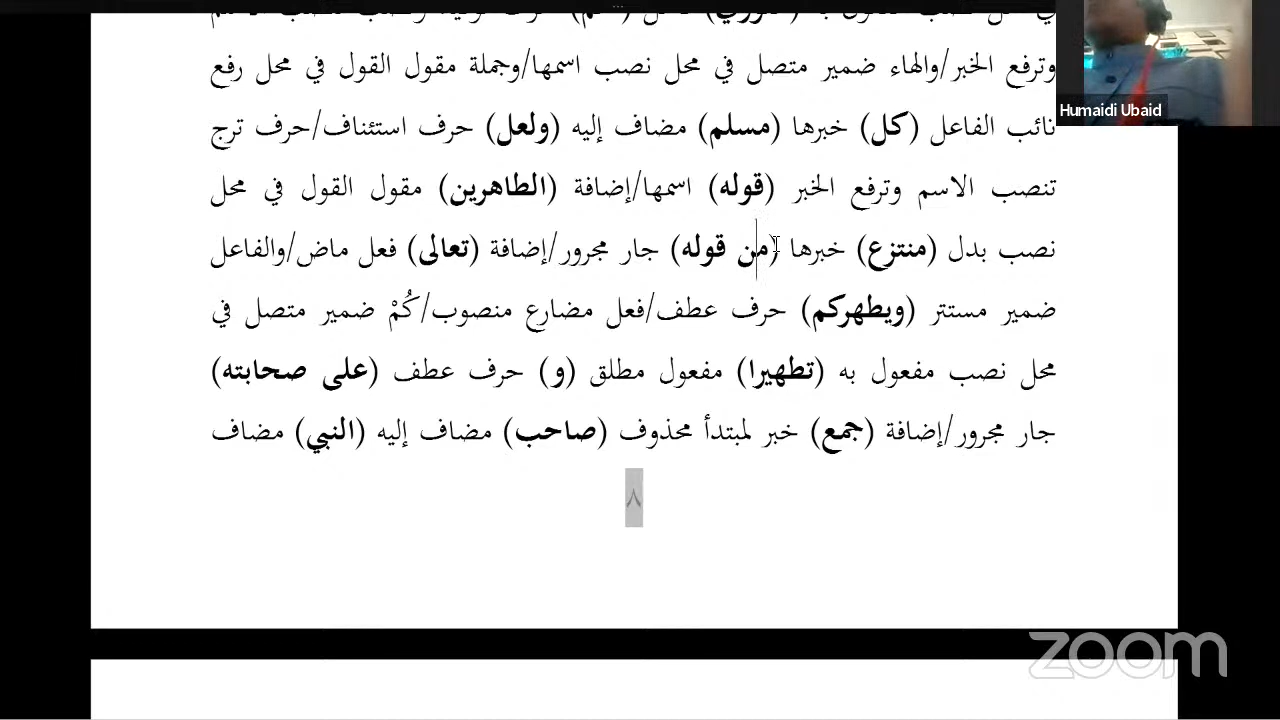 وترفع الخبر/والهاء ضمير متصل في محل نصب اسمها/وجملة مقول القول في محل رفع
نائب الفاعل (كل) خبرها (مسلم) مضاف إليه (ولعل) حرف استئناف/حرف ترج
تنصب الاسم وترفع الخبر (قوله) اسمها/إضافة (الطاهرين) مقول القول في محل
نصب بدل (منتزع) خبرها (من قوله) جار مجرور/إضافة (تعالى) فعل ماض/والفاعل
ضمير مستتر (ويطهركم) حرف عطف/فعل مضارع منصوب/كُمْ ضمير متصل في
محل نصب مفعول به (تطهيرا) مفعول مطلق (و) حرف عطف (على صحابته)
جار مجرور/إضافة (جمع) خبر لمبتدأ محذوف (صاحب) مضاف إليه (النبي) مضاف
٨
Humaidi Ubaid
zoom